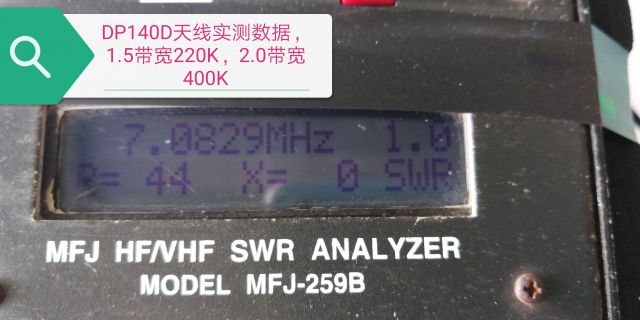 DP140D天线实测数据，
1.5带宽220K，2.0带宽
400K
7.0829MHz 1.0
R= 44 X= 0 SWR
MFJ HF/VHF SWR ANALYZER
MODEL MFJ-259B